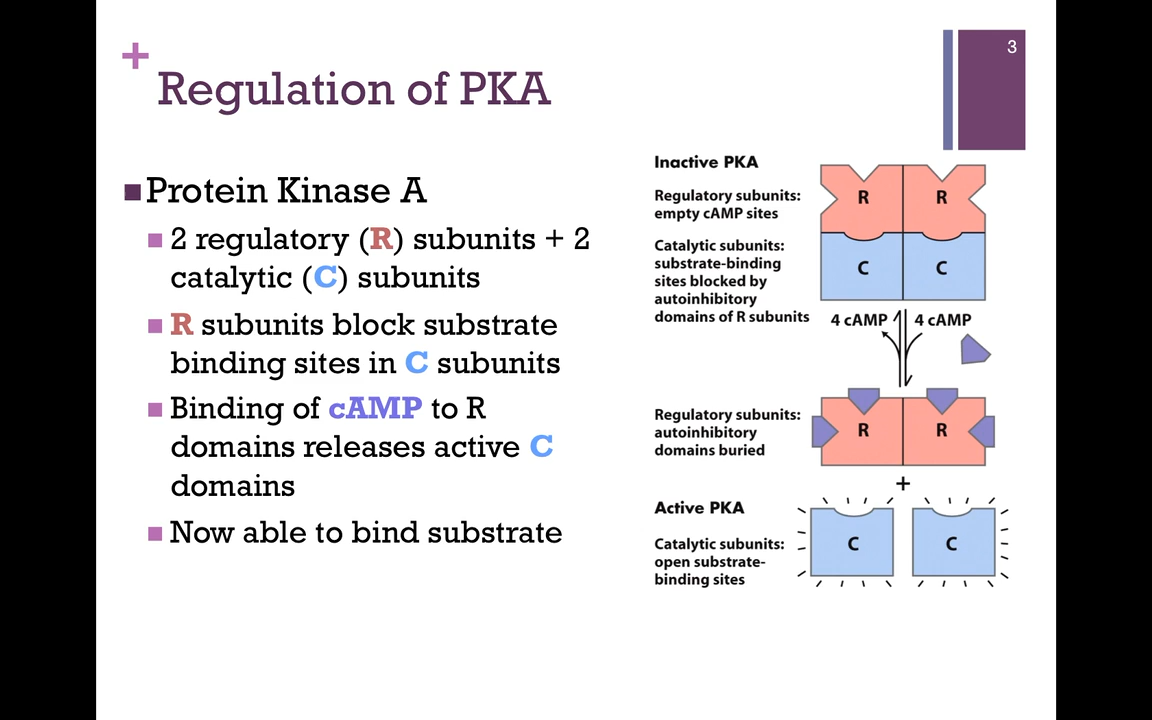 3
+
Regulation of PKA
Protein Kinase A
2 regulatory (R) subunits + 2
catalytic (C) subunits
R subunits block substrate
binding sites in C subunits
Binding of cAMP to R
domains releases active C
domains
Now able to bind substrate
Inactive PKA
Regulatory subunits:
empty cAMP sites
R R
Catalytic subunits:
substrate-binding
sites blocked by
autoinhibitory
domains of R subunits
C C
4 cAMP 4 cAMP
Regulatory subunits:
autoinhibitory
domains buried
R R
+
Active PKA
Catalytic subunits:
open substrate-
binding sites
C C